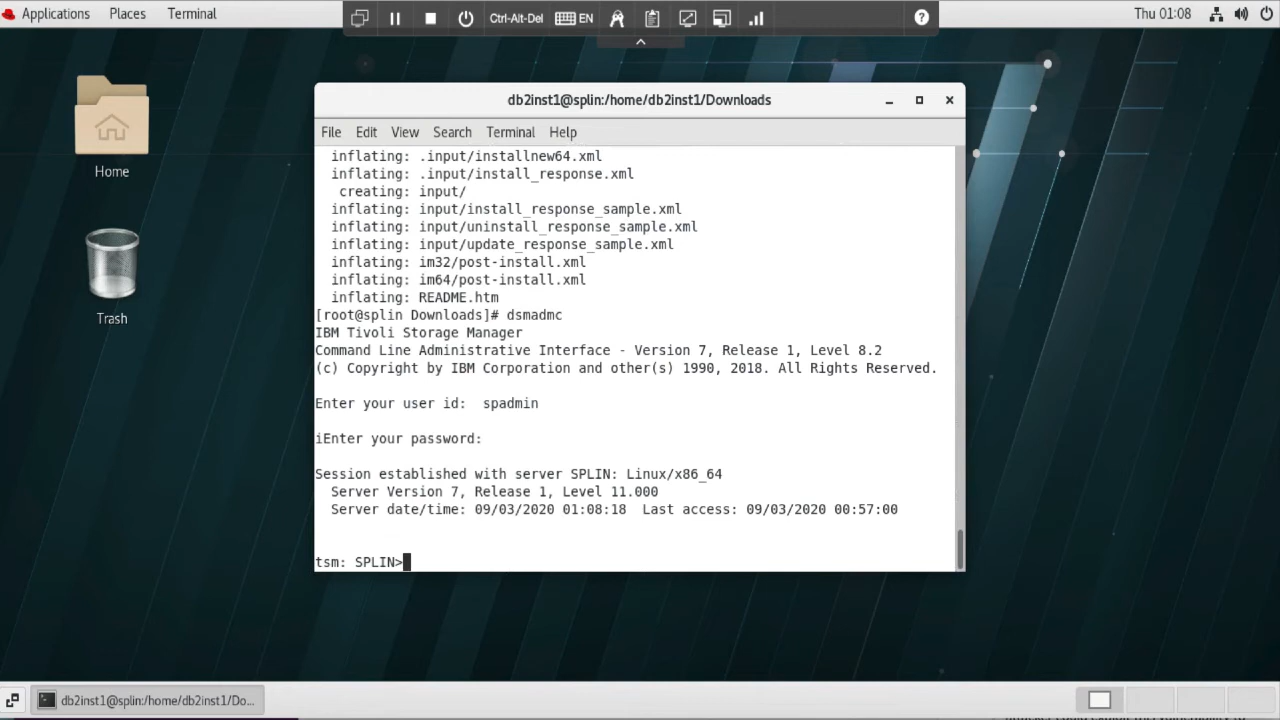 Applications Places Terminal
Ctrl-Alt-Del EN
Thu 01:08
Home
Trash
db2inst1@splin:/home/db2inst1/Downloads
File Edit View Search Terminal Help
inflating: .input/installnew64.xml
inflating: .input/install_response.xml
creating: input/
inflating: input/install_response_sample.xml
inflating: input/uninstall_response_sample.xml
inflating: input/update_response_sample.xml
inflating: im32/post-install.xml
inflating: im64/post-install.xml
inflating: README.htm
[root@splin Downloads]# dsmadmc
IBM Tivoli Storage Manager
Command Line Administrative Interface - Version 7, Release 1, Level 8.2
(c) Copyright by IBM Corporation and other(s) 1990, 2018. All Rights Reserved.
Enter your user id:  spadmin
iEnter your password:
Session established with server SPLIN: Linux/x86_64
Server Version 7, Release 1, Level 11.000
Server date/time: 09/03/2020 01:08:18  Last access: 09/03/2020 00:57:00
tsm: SPLIN>
db2inst1@splin:/home/db2inst1/Do...